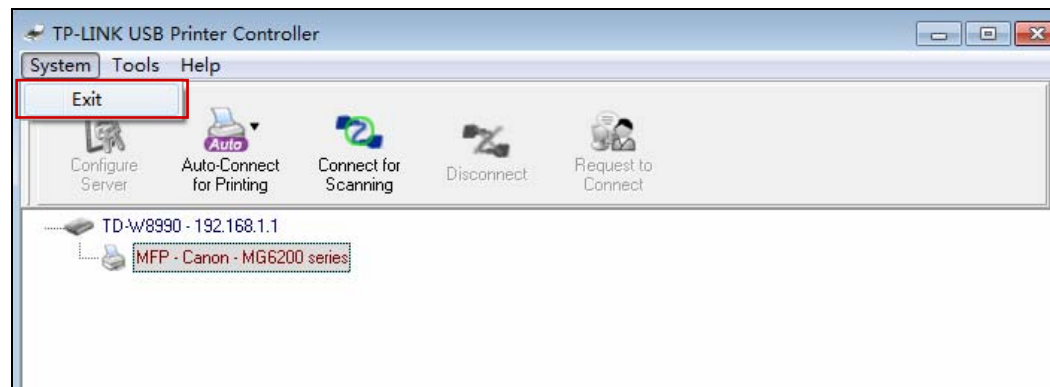 TP-LINK USB Printer Controller
System Tools Help
Exit
Auto
Configure Server
Auto-Connect for Printing
Connect for Scanning
Disconnect
Request to Connect
TD-W8990 - 192.168.1.1
MFP - Canon - MG6200 series